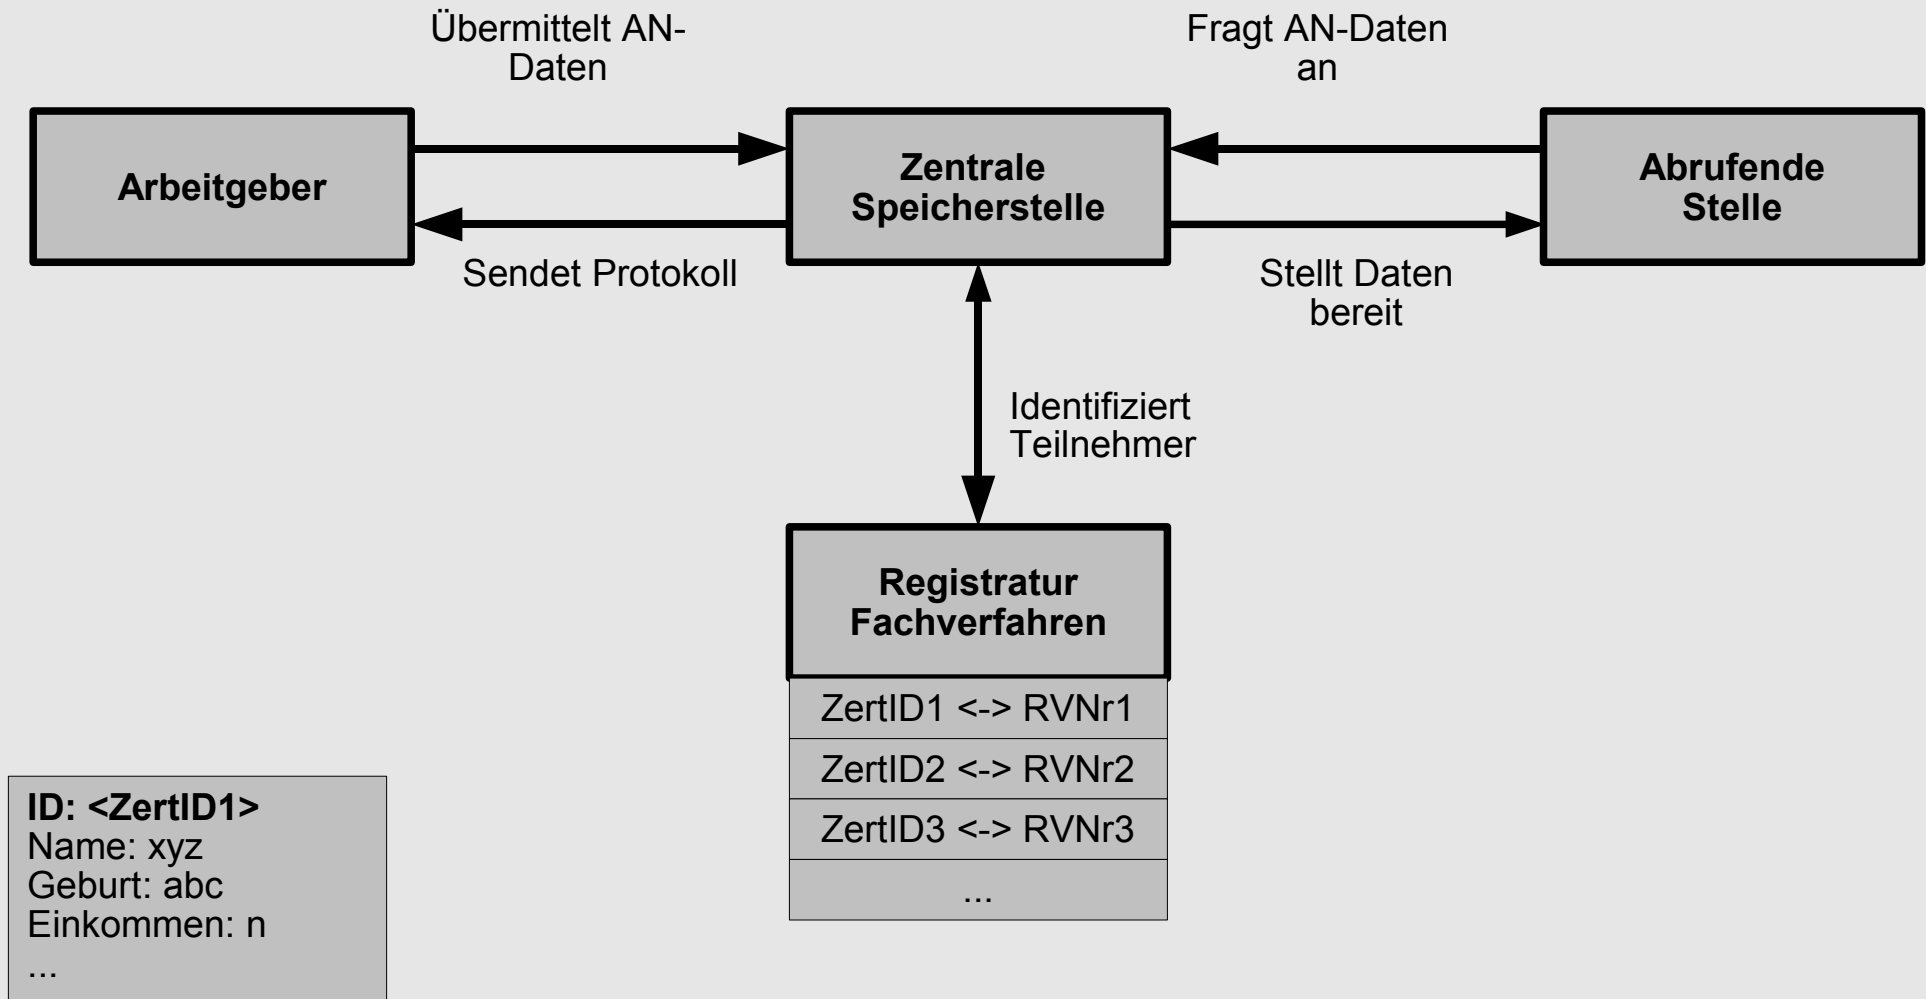 Übermittelt AN-
Daten
Fragt AN-Daten
an
Arbeitgeber
Zentrale
Speicherstelle
Abrufende
Stelle
Sendet Protokoll
Stellt Daten
bereit
Identifiziert
Teilnehmer
Registratur
Fachverfahren
ZertID1 <-> RVNr1
ZertID2 <-> RVNr2
ZertID3 <-> RVNr3
...
ID: <ZertID1>
Name: xyz
Geburt: abc
Einkommen: n
...